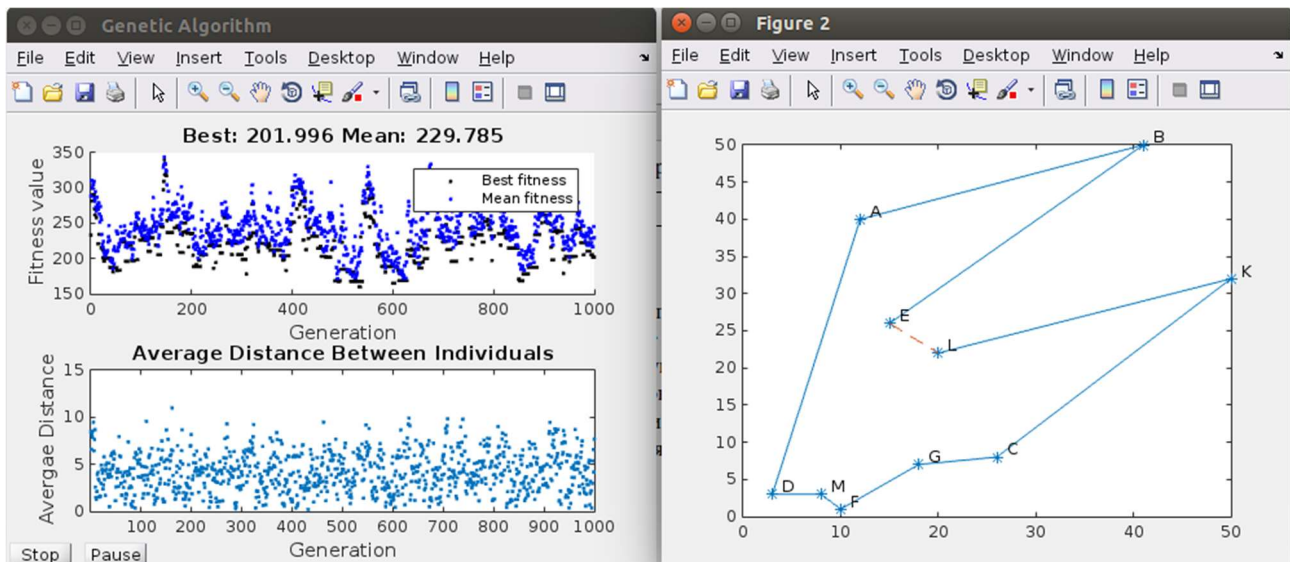 Genetic Algorithm
File Edit View Insert Tools Desktop Window Help
Best: 201.996 Mean: 229.785
350
300
250
200
150
Fitness value
Best fitness
Mean fitness
0 200 400 600 800 1000
Generation
Average Distance Between Individuals
15
10
5
0
Avergae Distance
100 200 300 400 500 600 700 800 900 1000
Generation
Stop Pause
Figure 2
File Edit View Insert Tools Desktop Window Help
50
45
40
35
30
25
20
15
10
5
0
B
A
K
E
L
G
C
D
M
F
0 10 20 30 40 50